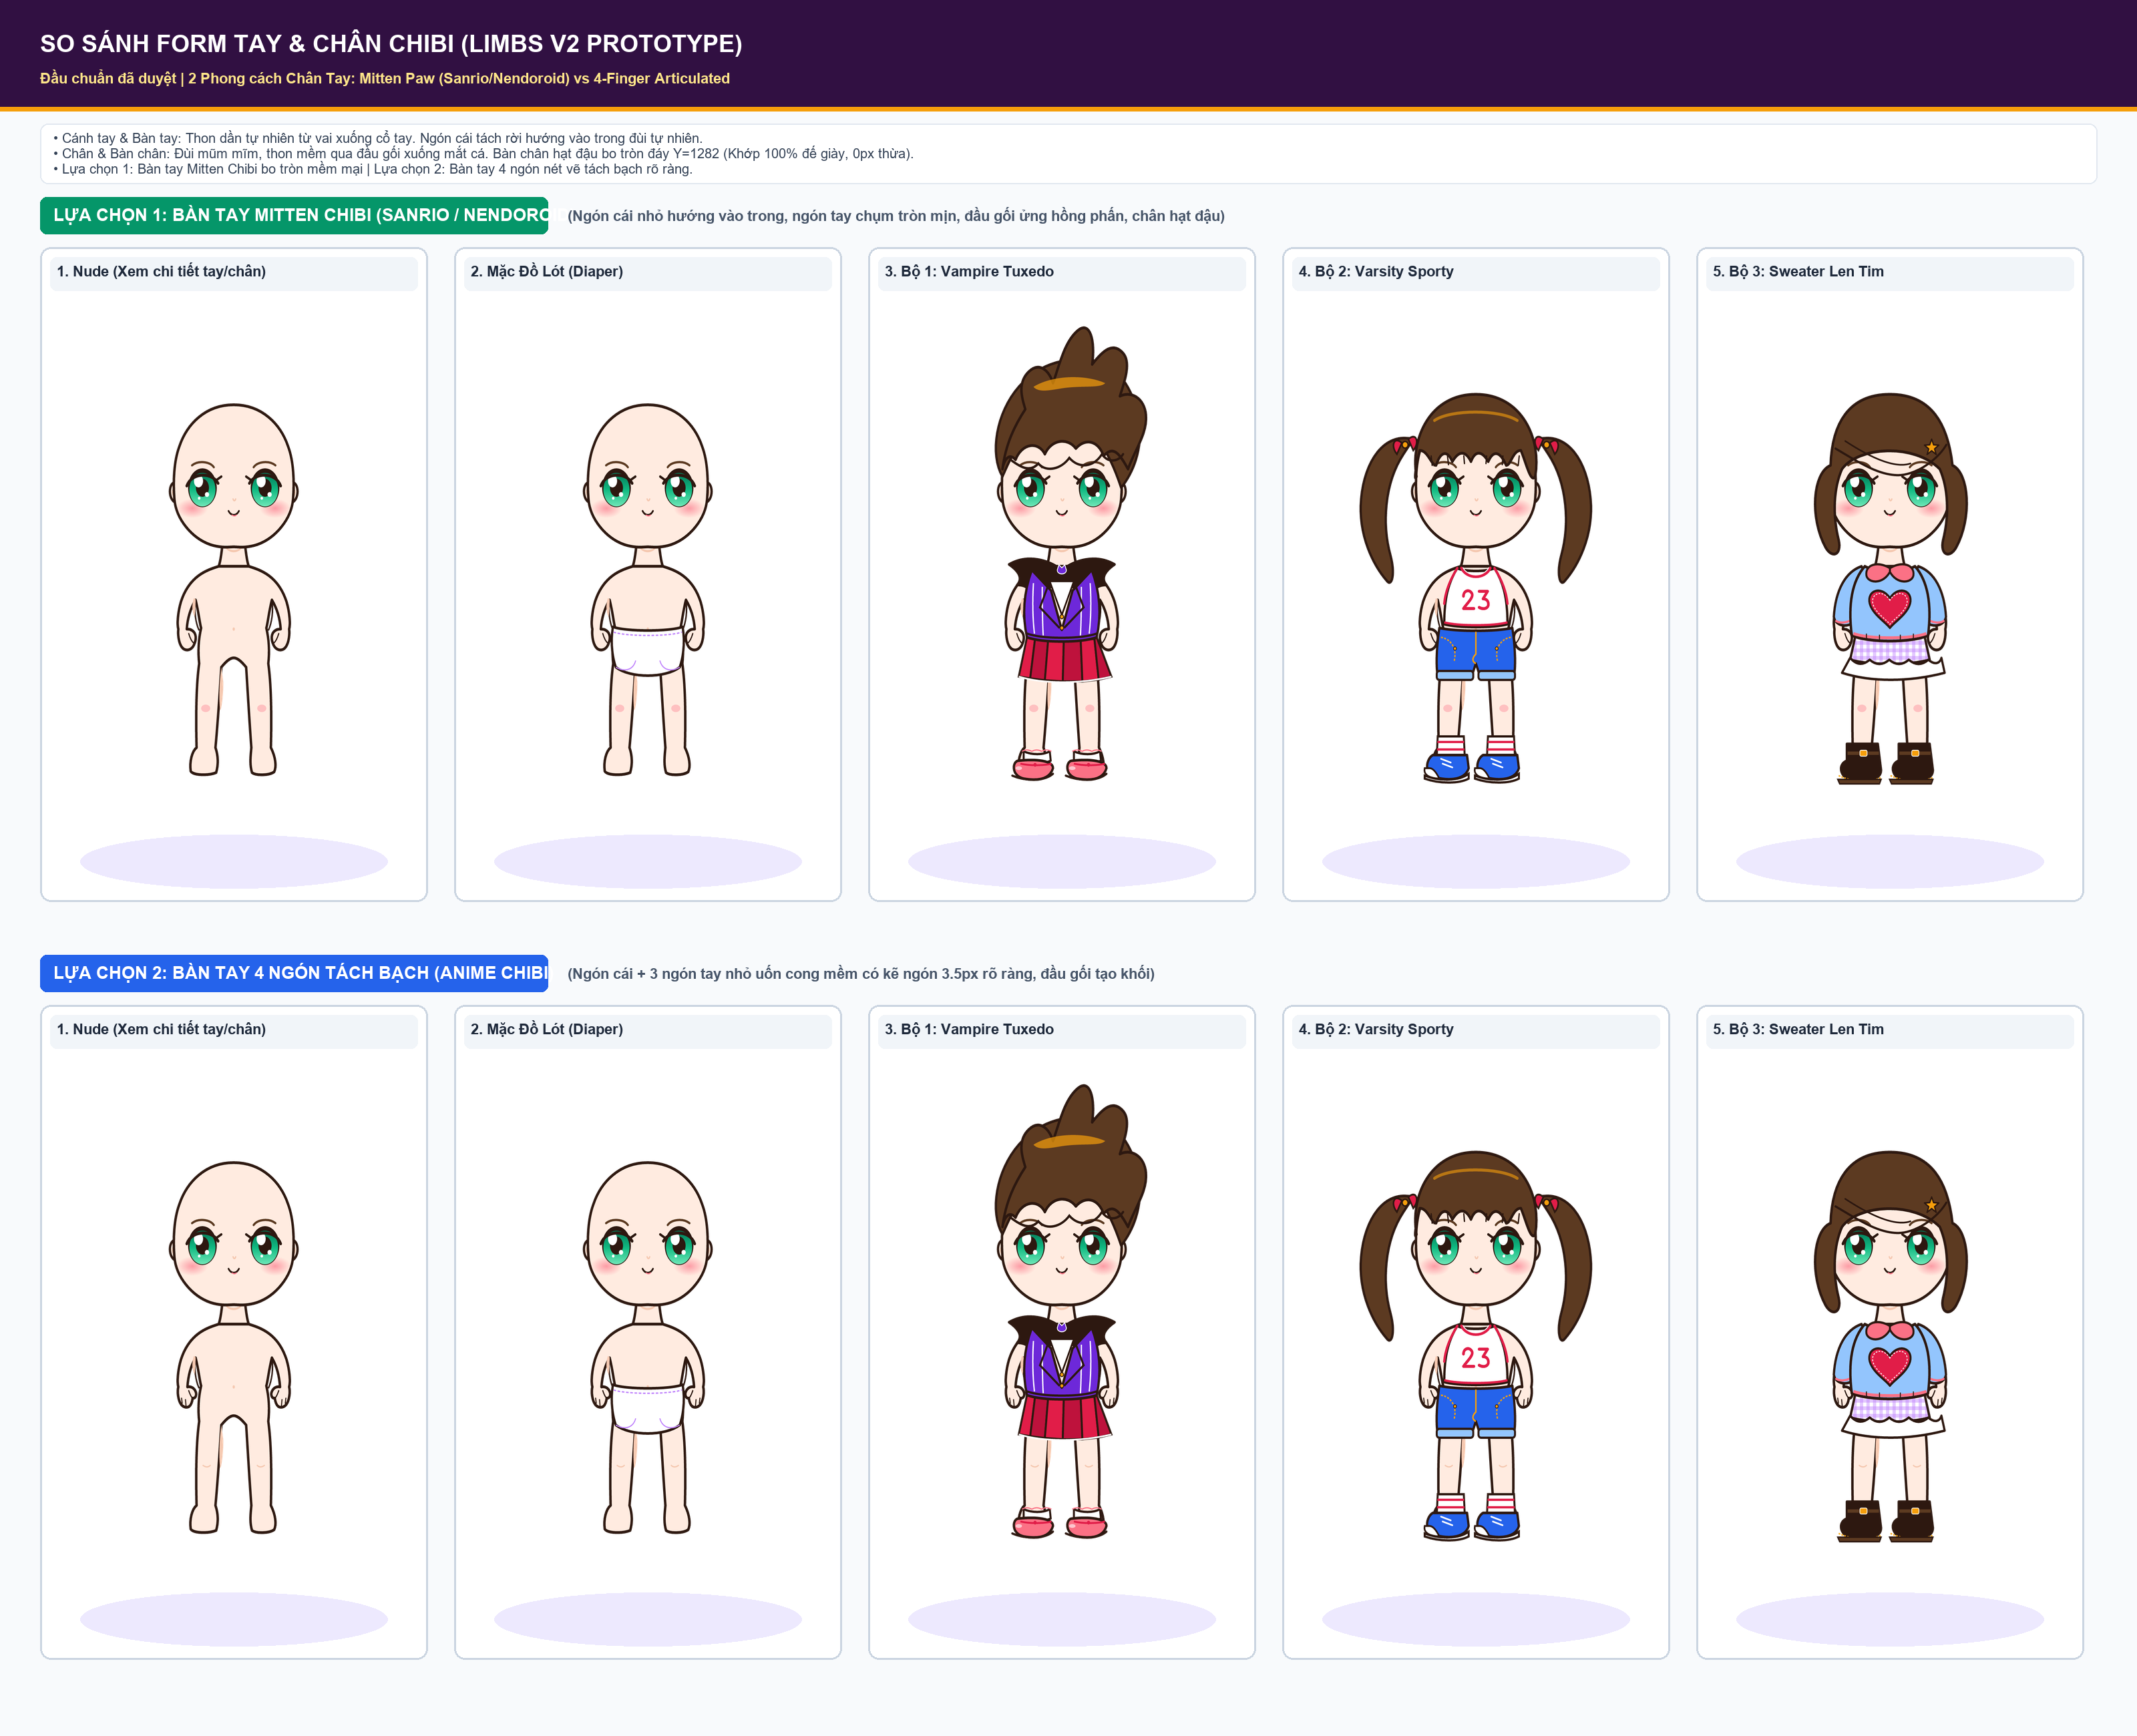 SO SÁNH FORM TAY & CHÂN CHIBI (LIMBS V2 PROTOTYPE)
Đầu chuẩn đã duyệt | 2 Phong cách Chân Tay: Mitten Paw (Sanrio/Nendoroid) vs 4-Finger Articulated
• Cánh tay & Bàn tay: Thon dần tự nhiên từ vai xuống cổ tay. Ngón cái tách rời hướng vào trong đùi tự nhiên.
• Chân & Bàn chân: Đùi mũm mĩm, thon mềm qua đầu gối xuống mắt cá. Bàn chân hạt đậu bo tròn đáy Y=1282 (Khớp 100% đế giày, 0px thừa).
• Lựa chọn 1: Bàn tay Mitten Chibi bo tròn mềm mại | Lựa chọn 2: Bàn tay 4 ngón nét vẽ tách bạch rõ ràng.
LỰA CHỌN 1: BÀN TAY MITTEN CHIBI (SANRIO / NENDORO (Ngón cái nhỏ hướng vào trong, ngón tay chụm tròn mịn, đầu gối ửng hồng phấn, chân hạt đậu)
1. Nude (Xem chi tiết tay/chân)
2. Mặc Đồ Lót (Diaper)
3. Bộ 1: Vampire Tuxedo
4. Bộ 2: Varsity Sporty
5. Bộ 3: Sweater Len Tim
23
LỰA CHỌN 2: BÀN TAY 4 NGÓN TÁCH BẠCH (ANIME CHIBI (Ngón cái + 3 ngón tay nhỏ uốn cong mềm có kẽ ngón 3.5px rõ ràng, đầu gối tạo khối)
1. Nude (Xem chi tiết tay/chân)
2. Mặc Đồ Lót (Diaper)
3. Bộ 1: Vampire Tuxedo
4. Bộ 2: Varsity Sporty
5. Bộ 3: Sweater Len Tim
23